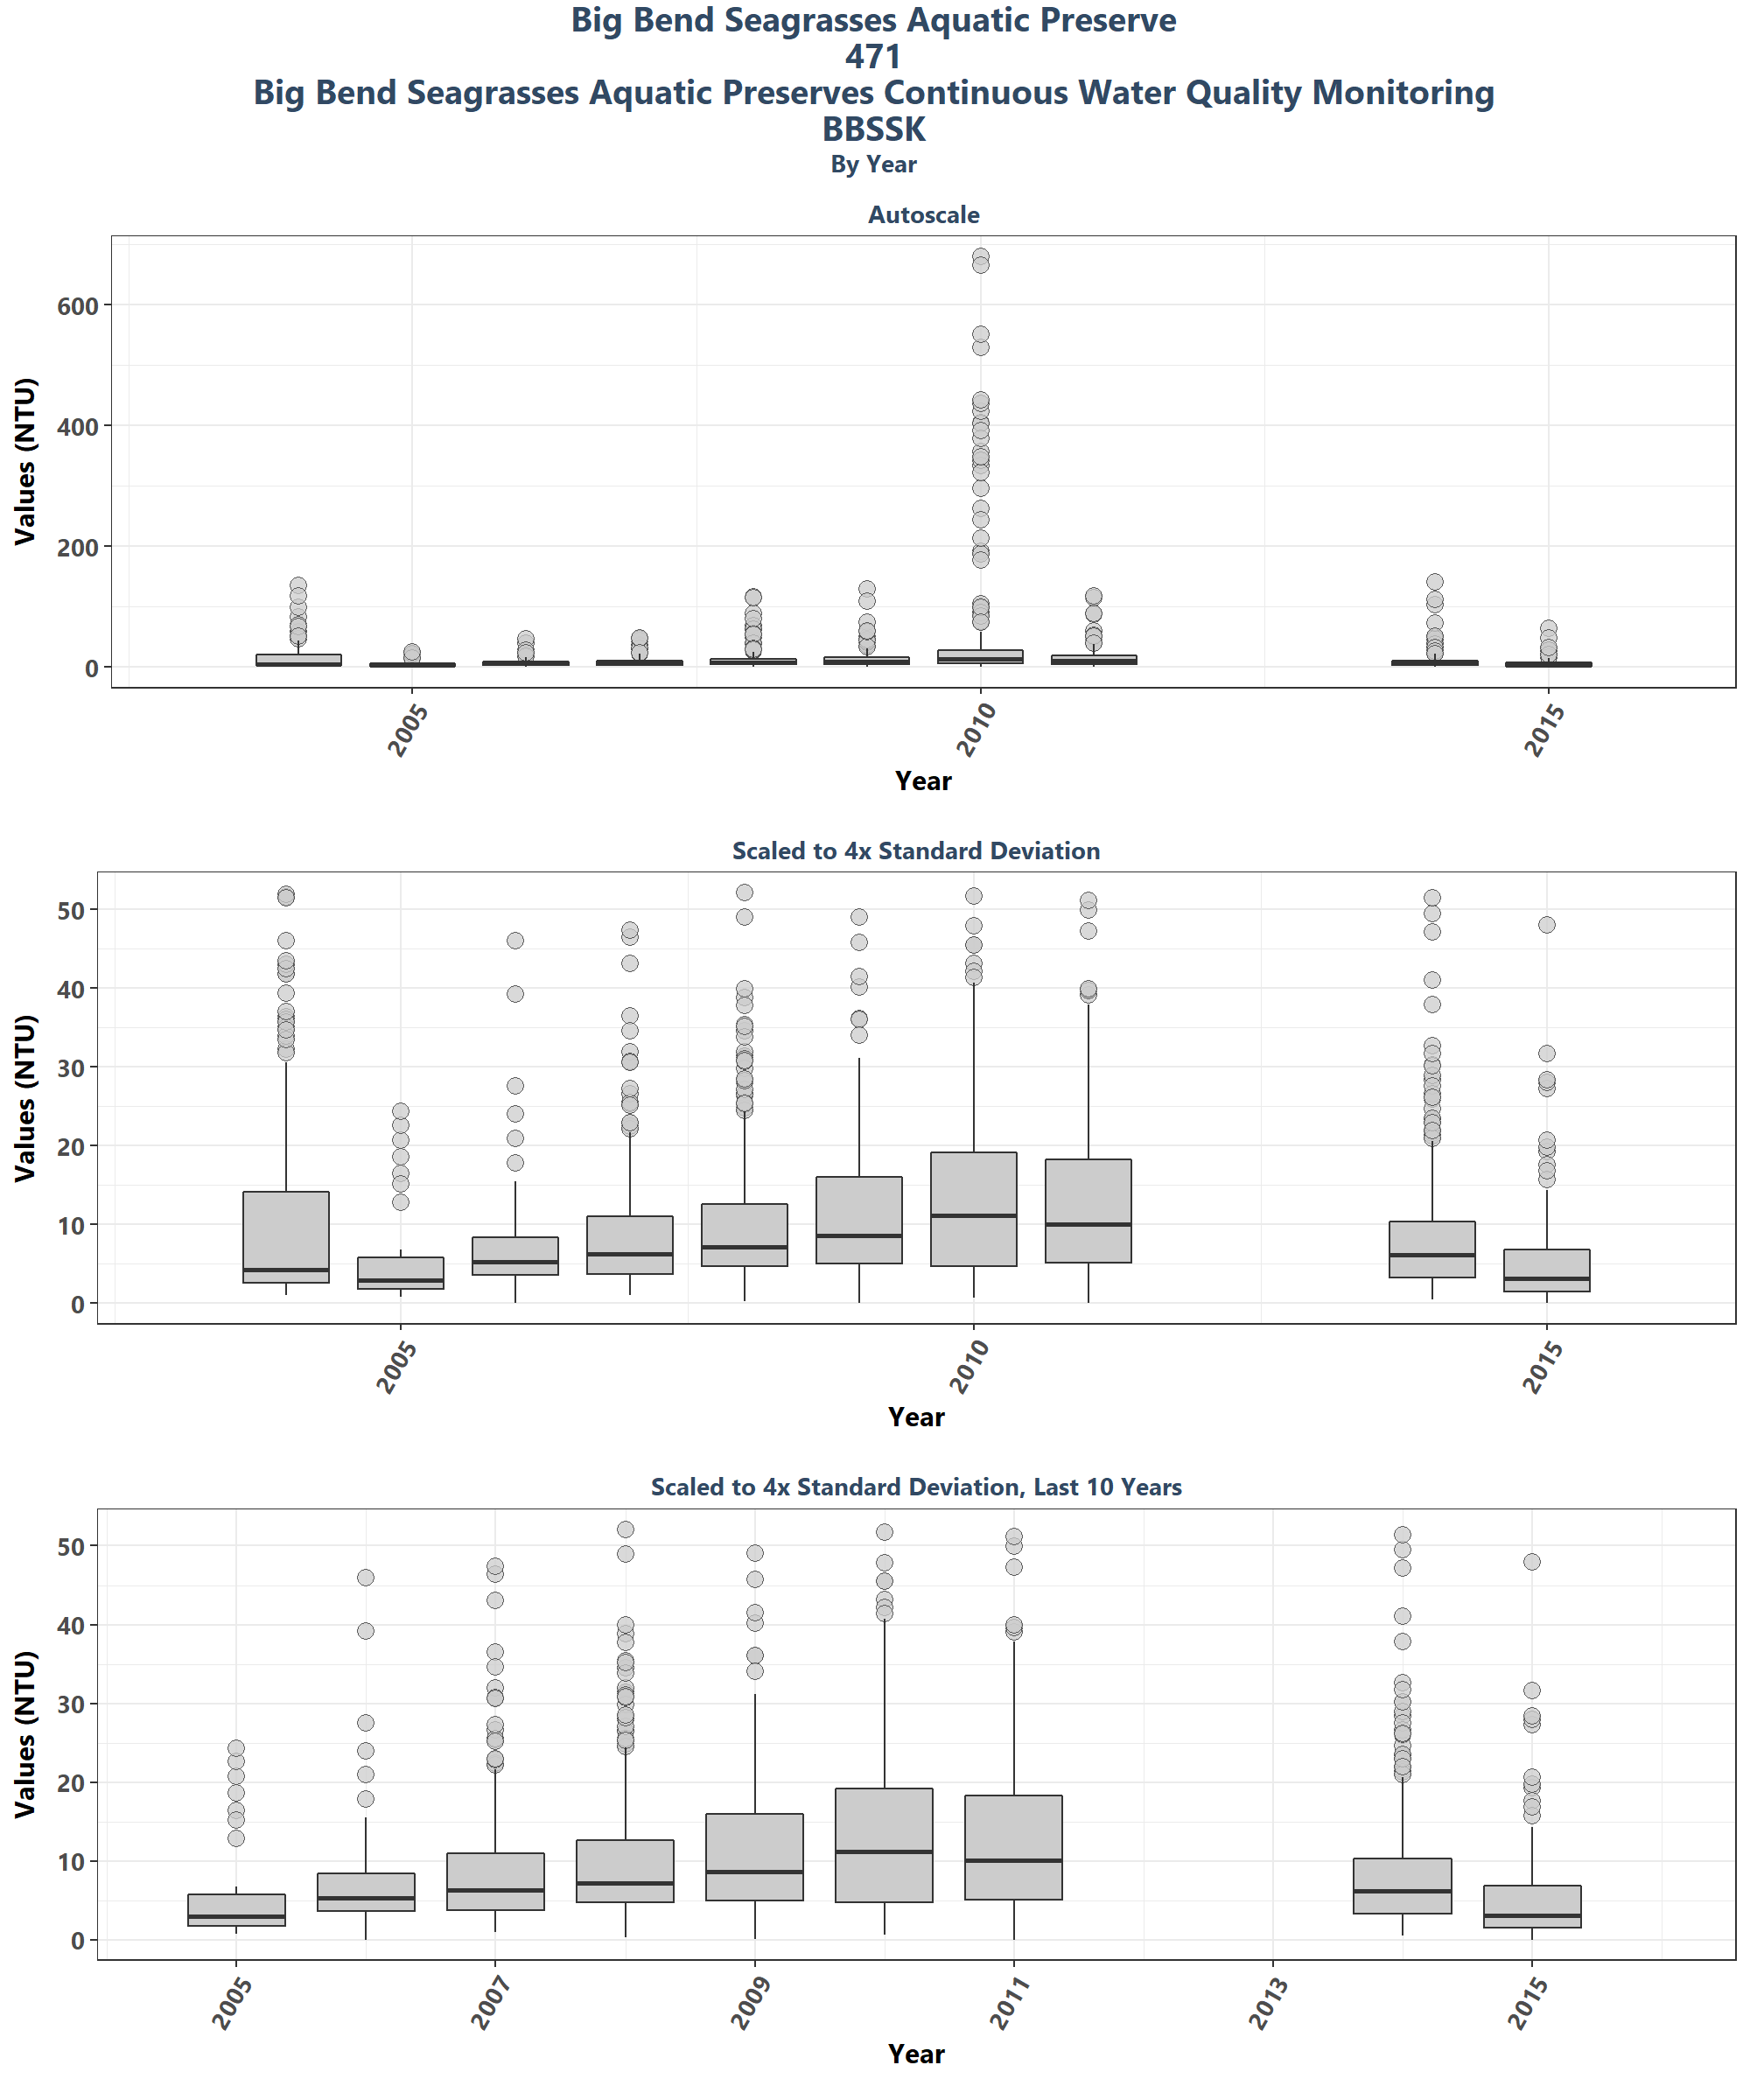 Big Bend Seagrasses Aquatic Preserve
471
Big Bend Seagrasses Aquatic Preserves Continuous Water Quality Monitoring
BBSSK
By Year
Autoscale
Values (NTU)
600
400
200
0
2005
2010
2015
Year
Scaled to 4x Standard Deviation
Values (NTU)
50
40
30
20
10
0
2005
2010
2015
Year
Scaled to 4x Standard Deviation, Last 10 Years
Values (NTU)
50
40
30
20
10
0
2005
2007
2009
2011
2013
2015
Year